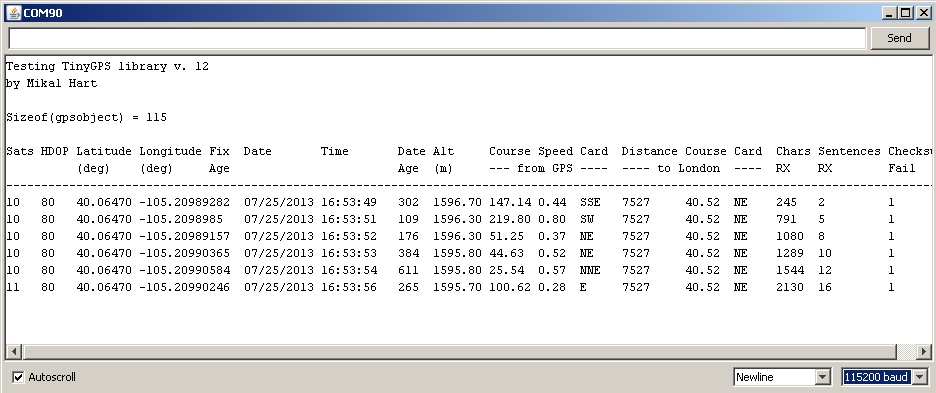 COM90
Send
Testing TinyGPS library v. 12
by Mikal Hart
Sizeof(gpsobject) = 115
Sats HDOP Latitude Longitude Fix  Date       Time       Date Alt     Course Speed Card  Distance Course Card  Chars Sentences Checksu
          (deg)    (deg)     Age                        Age  (m)     --- from GPS ----  ---- to London  ----  RX    RX        Fail
-------------------------------------------------------------------------------------------------------------------------------------
10   80   40.06470 -105.20989282  07/25/2013 16:53:49   302  1596.70 147.14 0.44  SSE   7527     40.52  NE    245   2         1
10   80   40.06470 -105.2098985   07/25/2013 16:53:51   109  1596.30 219.80 0.80  SW    7527     40.52  NE    791   5         1
10   80   40.06470 -105.20989157  07/25/2013 16:53:52   176  1596.30 51.25  0.37  NE    7527     40.52  NE    1080  8         1
10   80   40.06470 -105.20990365  07/25/2013 16:53:53   384  1595.80 44.63  0.52  NE    7527     40.52  NE    1289  10        1
10   80   40.06470 -105.20990584  07/25/2013 16:53:54   611  1595.80 25.54  0.57  NNE   7527     40.52  NE    1544  12        1
11   80   40.06470 -105.20990246  07/25/2013 16:53:56   265  1595.70 100.62 0.28  E     7527     40.52  NE    2130  16        1
Autoscroll
Newline
115200 baud